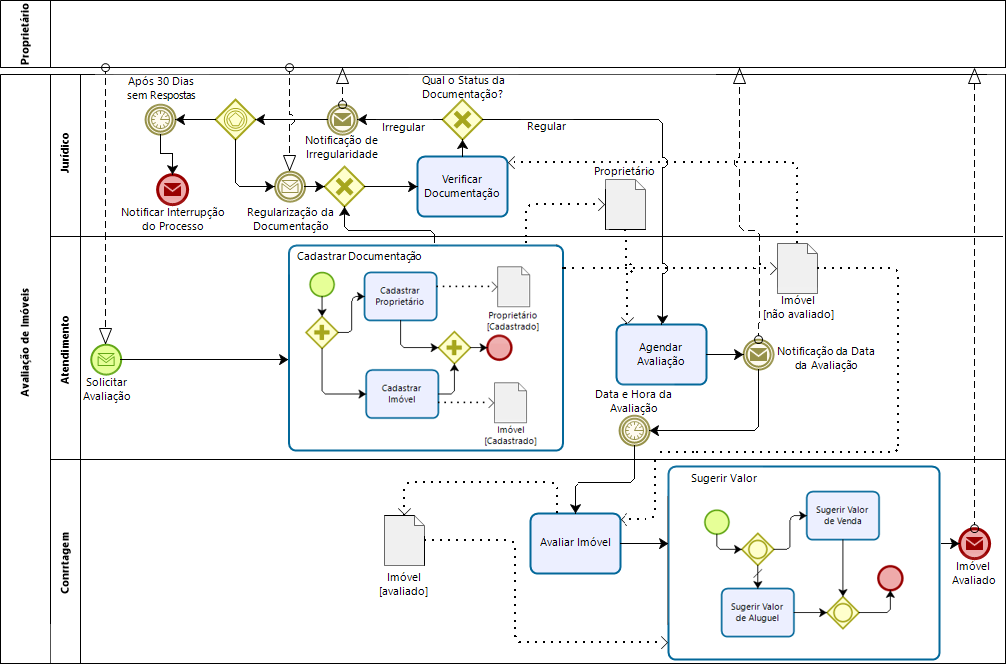 Proprietário
Avaliação de Imóveis
Jurídico
Após 30 Dias
sem Respostas
Notificar Interrupção
do Processo
Notificação de
Irregularidade
Regularização da
Documentação
Qual o Status da
Documentação?
Irregular
Regular
Verificar
Documentação
Proprietário
Atendimento
Solicitar
Avaliação
Cadastrar Documentação
Cadastrar
Proprietário
Proprietário
[Cadastrado]
Cadastrar
Imóvel
Imóvel
[Cadastrado]
Imóvel
[não avaliado]
Agendar
Avaliação
Notificação da Data
da Avaliação
Data e Hora da
Avaliação
Conrrtagem
Imóvel
[avaliado]
Avaliar Imóvel
Sugerir Valor
Sugerir Valor
de Venda
Sugerir Valor
de Aluguel
Imóvel
Avaliado